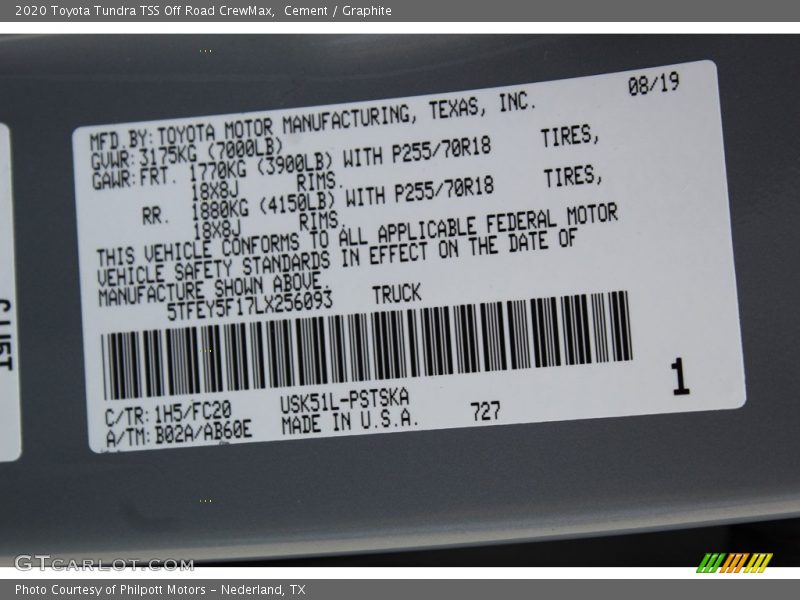 2020 Toyota Tundra TSS Off Road CrewMax, Cement / Graphite
08/19
MFD.BY:TOYOTA MOTOR MANUFACTURING, TEXAS, INC.
GVWR:3175KG (7000LB)
GAWR:FRT. 1770KG (3900LB) WITH P255/70R18 TIRES,
18X8J RIMS.
RR. 1880KG (4150LB) WITH P255/70R18 TIRES,
18X8J RIMS.
THIS VEHICLE CONFORMS TO ALL APPLICABLE FEDERAL MOTOR
VEHICLE SAFETY STANDARDS IN EFFECT ON THE DATE OF
MANUFACTURE SHOWN ABOVE.
5TFEY5F17LX256093 TRUCK
C/TR:1H5/FC20 USK51L-PSTSKA
A/TM:B02A/AB60E MADE IN U.S.A. 727
1
GTCARLOT.COM
Photo Courtesy of Philpott Motors - Nederland, TX